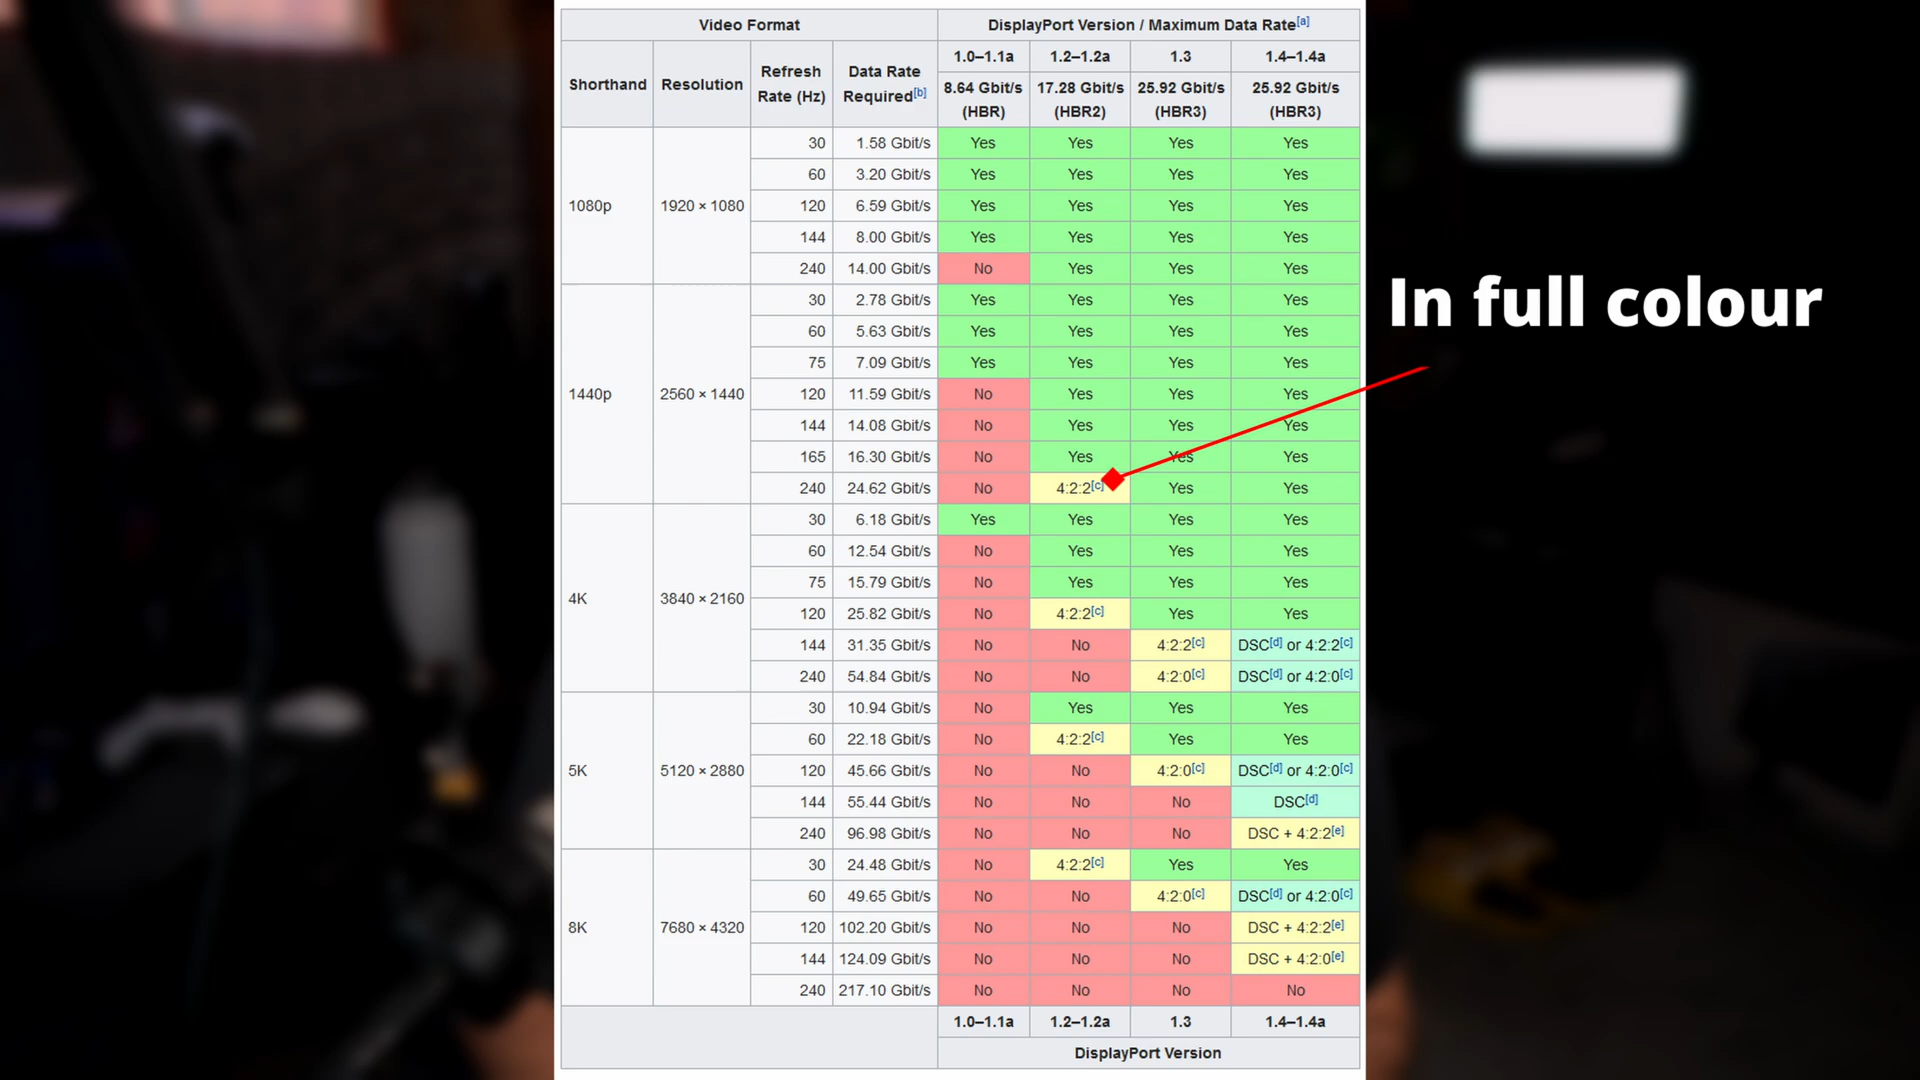 Video Format DisplayPort Version / Maximum Data Rate[a]
Shorthand Resolution Refresh Rate (Hz) Data Rate Required[b] 1.0–1.1a 1.2–1.2a 1.3 1.4–1.4a
8.64 Gbit/s (HBR) 17.28 Gbit/s (HBR2) 25.92 Gbit/s (HBR3) 25.92 Gbit/s (HBR3)
1080p 1920 × 1080
30 1.58 Gbit/s Yes Yes Yes Yes
60 3.20 Gbit/s Yes Yes Yes Yes
120 6.59 Gbit/s Yes Yes Yes Yes
144 8.00 Gbit/s Yes Yes Yes Yes
240 14.00 Gbit/s No Yes Yes Yes
1440p 2560 × 1440
30 2.78 Gbit/s Yes Yes Yes Yes
60 5.63 Gbit/s Yes Yes Yes Yes
75 7.09 Gbit/s Yes Yes Yes Yes
120 11.59 Gbit/s No Yes Yes Yes
144 14.08 Gbit/s No Yes Yes Yes
165 16.30 Gbit/s No Yes Yes Yes
240 24.62 Gbit/s No 4:2:2[c] Yes Yes
4K 3840 × 2160
30 6.18 Gbit/s Yes Yes Yes Yes
60 12.54 Gbit/s No Yes Yes Yes
75 15.79 Gbit/s No Yes Yes Yes
120 25.82 Gbit/s No 4:2:2[c] Yes Yes
144 31.35 Gbit/s No No 4:2:2[c] DSC[d] or 4:2:2[c]
240 54.84 Gbit/s No No 4:2:0[c] DSC[d] or 4:2:0[c]
5K 5120 × 2880
30 10.94 Gbit/s No Yes Yes Yes
60 22.18 Gbit/s No 4:2:2[c] Yes Yes
120 45.66 Gbit/s No No 4:2:0[c] DSC[d] or 4:2:0[c]
144 55.44 Gbit/s No No No DSC[d]
240 96.98 Gbit/s No No No DSC + 4:2:2[e]
8K 7680 × 4320
30 24.48 Gbit/s No 4:2:2[c] Yes Yes
60 49.65 Gbit/s No No 4:2:0[c] DSC[d] or 4:2:0[c]
120 102.20 Gbit/s No No No DSC + 4:2:2[e]
144 124.09 Gbit/s No No No DSC + 4:2:0[e]
240 217.10 Gbit/s No No No No
1.0–1.1a 1.2–1.2a 1.3 1.4–1.4a
DisplayPort Version
In full colour